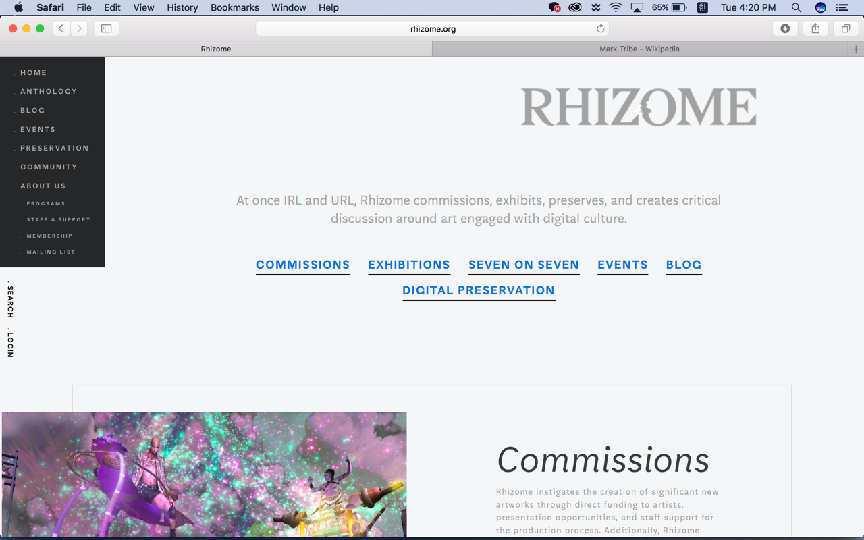 Safari File Edit View History Bookmarks Window Help 65% 한 Tue 4:20 PM
rhizome.org
Rhizome Mark Tribe - Wikipedia
. HOME
. ANTHOLOGY
. BLOG
. EVENTS
. PRESERVATION
COMMUNITY
ABOUT US
. PROGRAMS
. STAFF & SUPPORT
. MEMBERSHIP
. MAILING LIST
. SEARCH
. LOGIN
RHIZOME
At once IRL and URL, Rhizome commissions, exhibits, preserves, and creates critical
discussion around art engaged with digital culture.
COMMISSIONS EXHIBITIONS SEVEN ON SEVEN EVENTS BLOG
DIGITAL PRESERVATION
Commissions
Rhizome instigates the creation of significant new
artworks through direct funding to artists,
presentation opportunities, and staff support for
the production process. Additionally, Rhizome